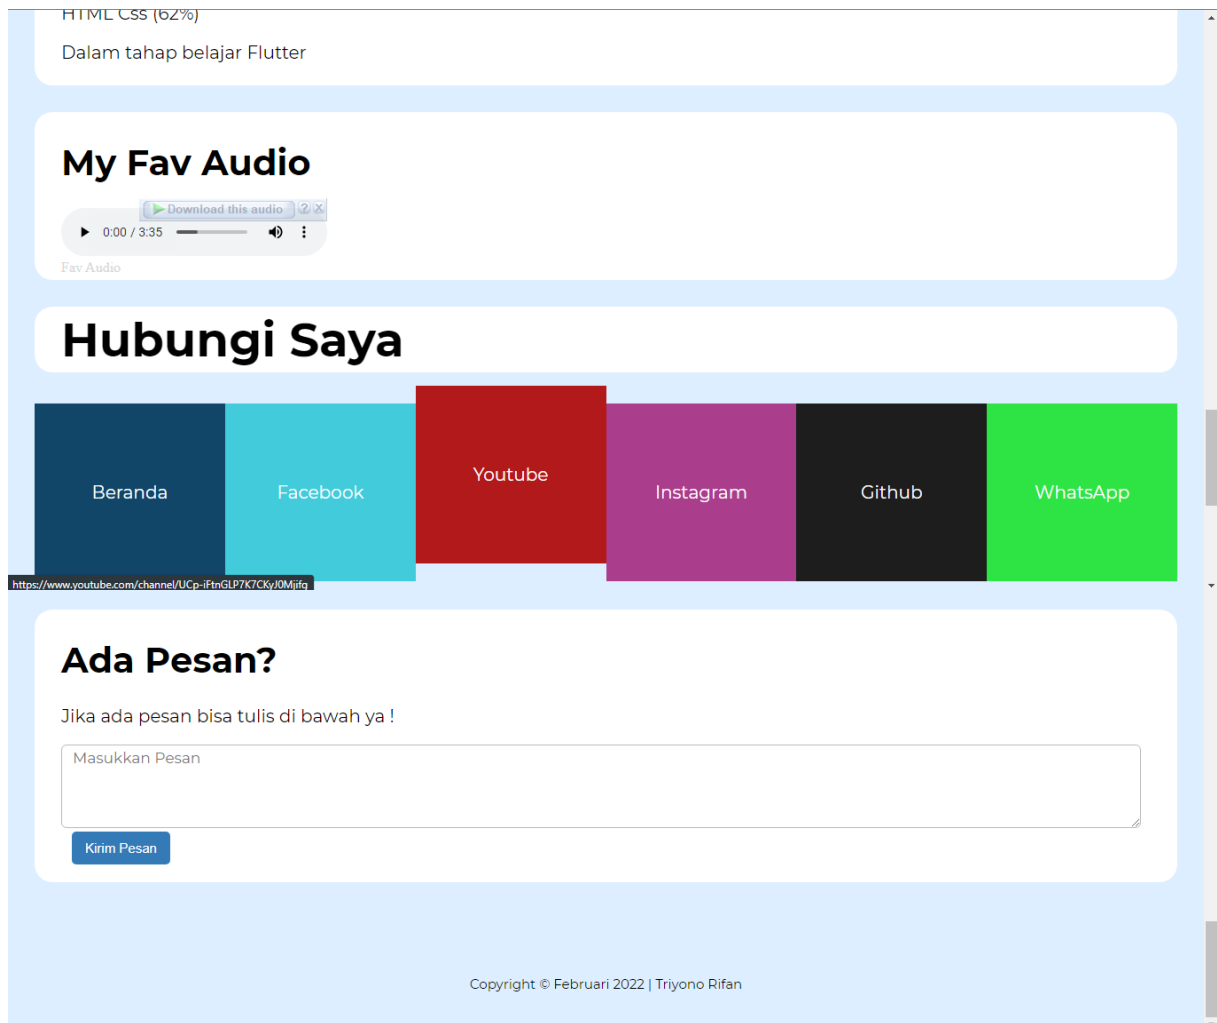 HTML Css (62%)
Dalam tahap belajar Flutter
My Fav Audio
Download this audio ? X
0:00 / 3:35
Fav Audio
Hubungi Saya
Beranda Facebook Youtube Instagram Github WhatsApp
https://www.youtube.com/channel/UCp-iFtnGLP7K7CKyJ0Mjifq
Ada Pesan?
Jika ada pesan bisa tulis di bawah ya !
Masukkan Pesan
Kirim Pesan
Copyright © Februari 2022 | Triyono Rifan